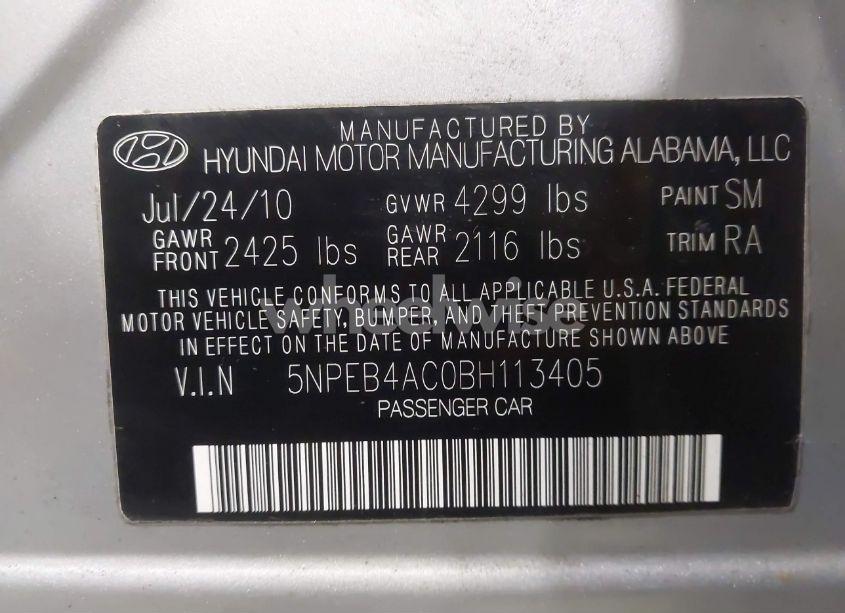 MANUFACTURED BY
HYUNDAI MOTOR MANUFACTURING ALABAMA, LLC
Jul/24/10 GVWR 4299 lbs PAINT SM
GAWR FRONT 2425 lbs GAWR REAR 2116 lbs TRIM RA
THIS VEHICLE CONFORMS TO ALL APPLICABLE U.S.A. FEDERAL
MOTOR VEHICLE SAFETY, BUMPER, AND THEFT PREVENTION STANDARDS
IN EFFECT ON THE DATE OF MANUFACTURE SHOWN ABOVE
wheelwise
V.I.N 5NPEB4AC0BH113405
PASSENGER CAR